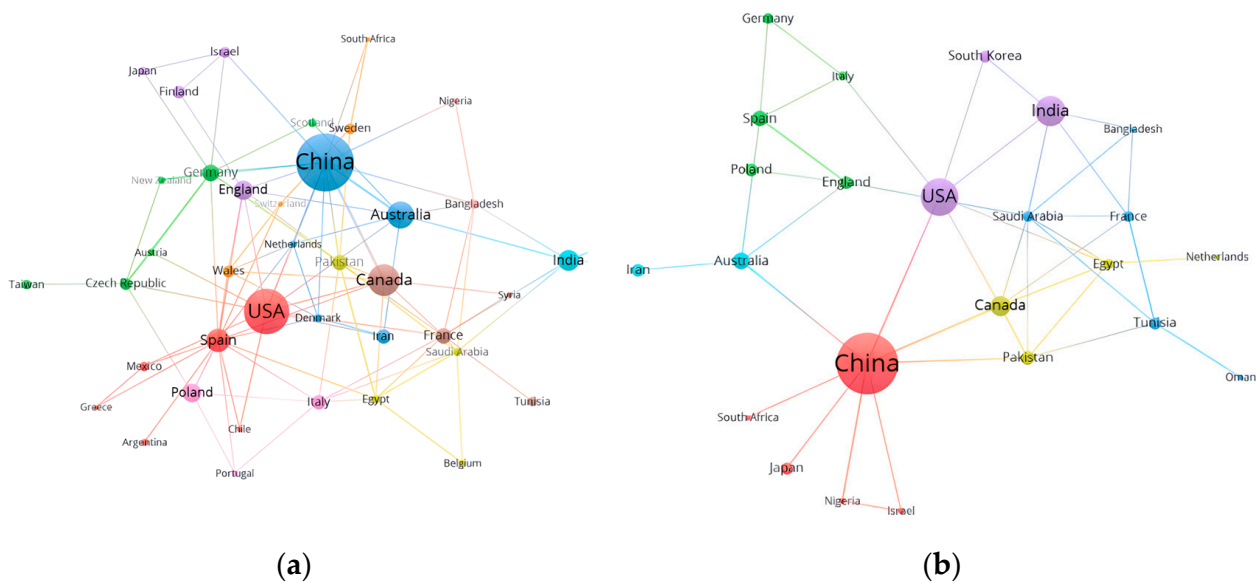 South Africa
Israel
Japan
Finland
Nigeria
Scotland
Sweden
China
Germany
New Zealand
England
Switzerland
Australia
Bangladesh
Netherlands
Austria
Pakistan
India
Wales
Taiwan
Czech Republic
Canada
Syria
USA
Denmark
Spain
Iran
France
Saudi Arabia
Mexico
Poland
Italy
Egypt
Tunisia
Greece
Chile
Argentina
Belgium
Portugal
(a)
Germany
South Korea
Italy
India
Spain
Bangladesh
Poland
England
USA
Saudi Arabia
France
Iran
Australia
Egypt
Netherlands
Canada
Tunisia
Pakistan
China
Oman
South Africa
Japan
Nigeria
Israel
(b)